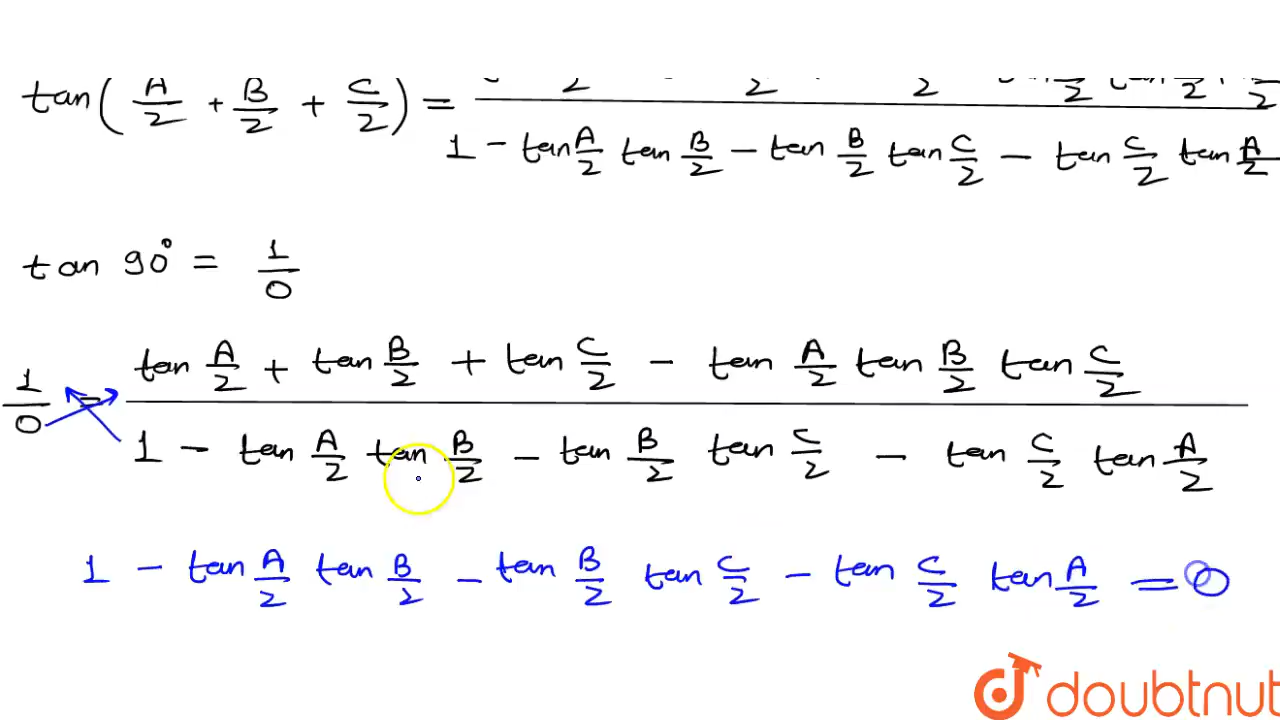 tan(A/2 + B/2 + C/2) =
1 - tan A/2 tan B/2 - tan B/2 tan C/2 - tan C/2 tan A/2
tan 90° = 1/0
1/0 = tan A/2 + tan B/2 + tan C/2 - tan A/2 tan B/2 tan C/2
1 - tan A/2 tan B/2 - tan B/2 tan C/2 - tan C/2 tan A/2
1 - tan A/2 tan B/2 - tan B/2 tan C/2 - tan C/2 tan A/2 = 0
doubtnut